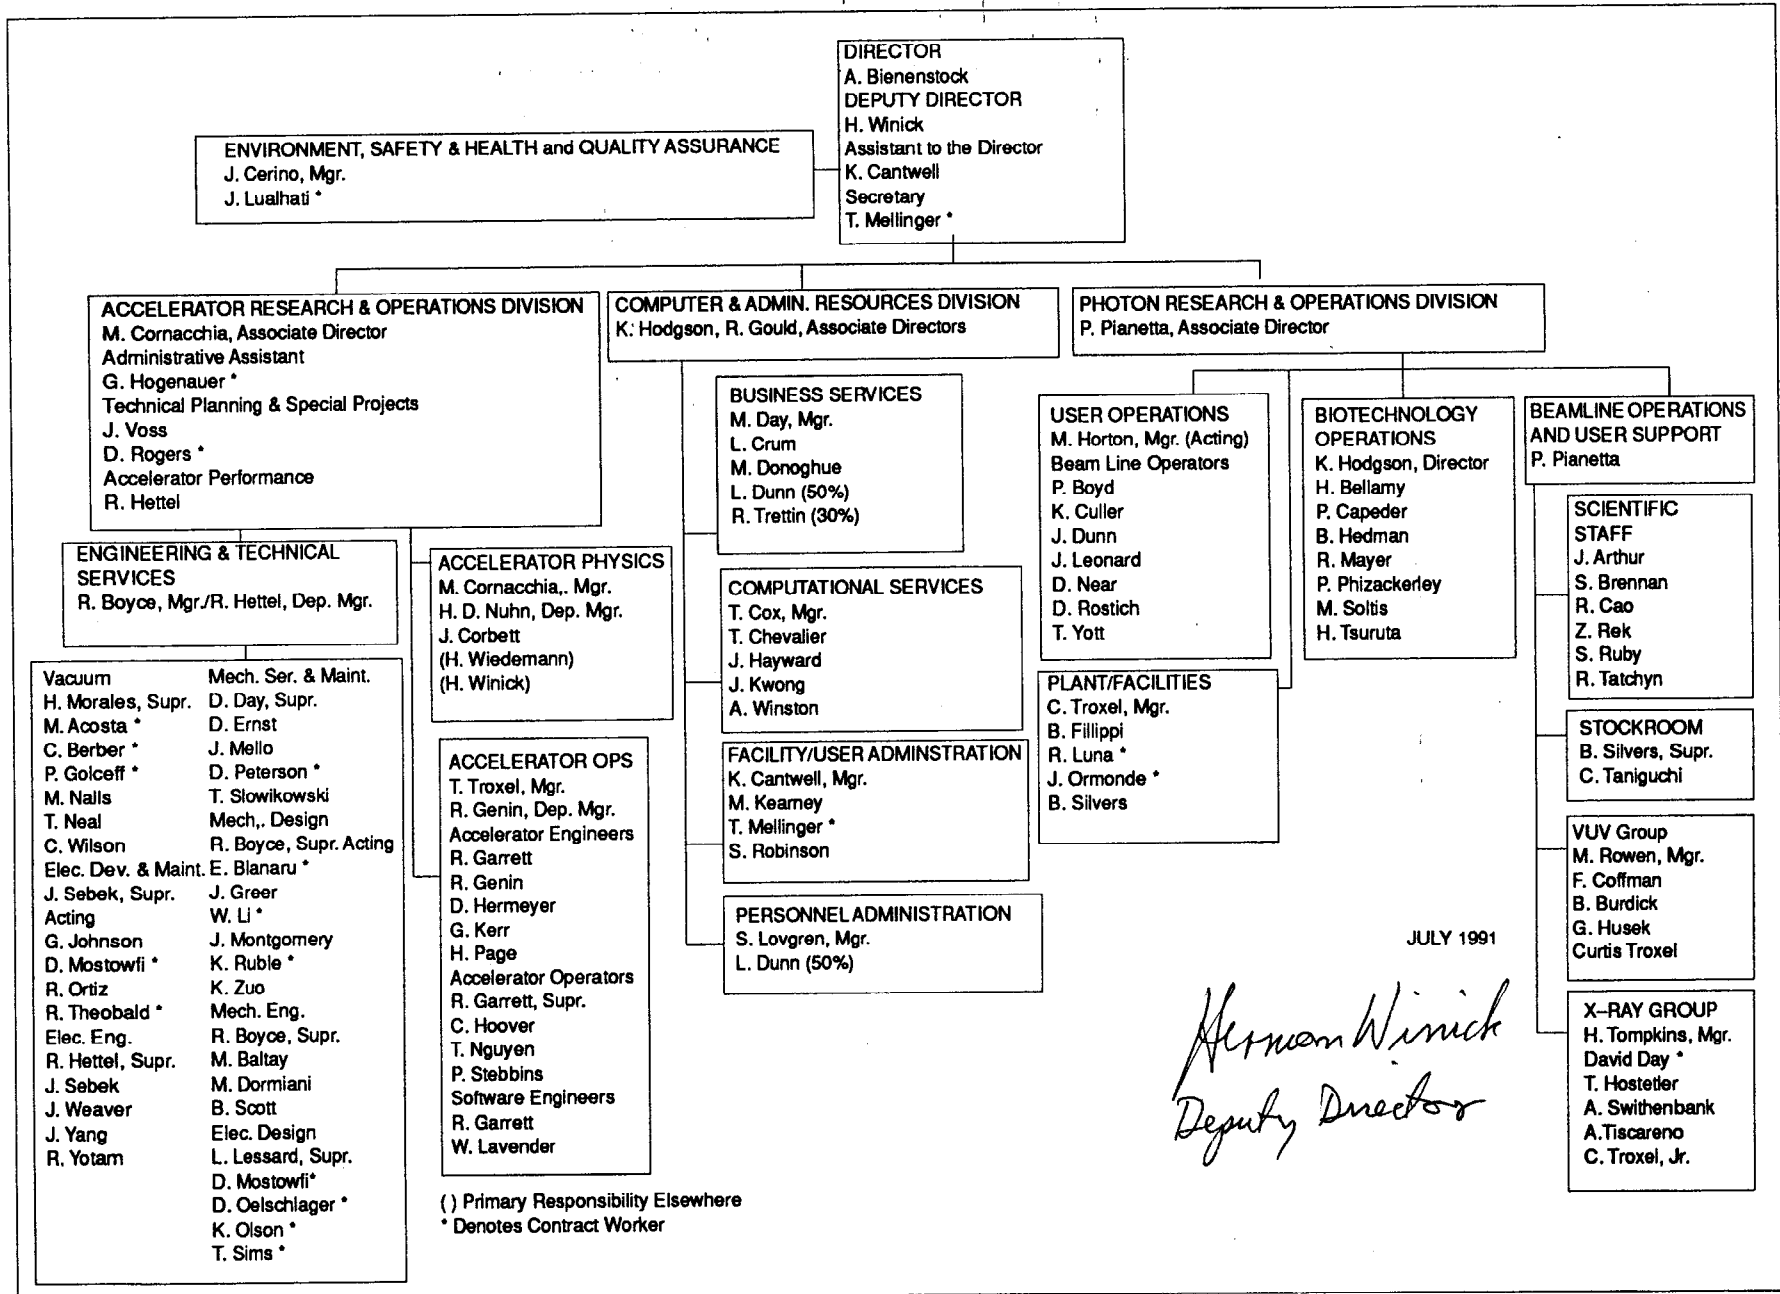 DIRECTOR
A. Bienenstock
DEPUTY DIRECTOR
H. Winick
Assistant to the Director
K. Cantwell
Secretary
T. Mellinger *
ENVIRONMENT, SAFETY & HEALTH and QUALITY ASSURANCE
J. Cerino, Mgr.
J. Lualhati *
ACCELERATOR RESEARCH & OPERATIONS DIVISION
M. Cornacchia, Associate Director
Administrative Assistant
G. Hogenauer *
Technical Planning & Special Projects
J. Voss
D. Rogers *
Accelerator Performance
R. Hettel
ENGINEERING & TECHNICAL
SERVICES
R. Boyce, Mgr./R. Hettel, Dep. Mgr.
Vacuum
H. Morales, Supr.
M. Acosta *
C. Berber *
P. Golceff *
M. Nalls
T. Neal
C. Wilson
Elec. Dev. & Maint.
J. Sebek, Supr.
Acting
G. Johnson
D. Mostowfi *
R. Ortiz
R. Theobald *
Elec. Eng.
R. Hettel, Supr.
J. Sebek
J. Weaver
J. Yang
R. Yotam
Mech. Ser. & Maint.
D. Day, Supr.
D. Ernst
J. Mello
D. Peterson *
T. Slowikowski
Mech,. Design
R. Boyce, Supr. Acting
E. Blanaru *
J. Greer
W. Li *
J. Montgomery
K. Ruble *
K. Zuo
Mech. Eng.
R. Boyce, Supr.
M. Baltay
M. Dormiani
B. Scott
Elec. Design
L. Lessard, Supr.
D. Mostowfi*
D. Oelschlager *
K. Olson *
T. Sims *
ACCELERATOR PHYSICS
M. Cornacchia,. Mgr.
H. D. Nuhn, Dep. Mgr.
J. Corbett
(H. Wiedemann)
(H. Winick)
ACCELERATOR OPS
T. Troxel, Mgr.
R. Genin, Dep. Mgr.
Accelerator Engineers
R. Garrett
R. Genin
D. Hermeyer
G. Kerr
H. Page
Accelerator Operators
R. Garrett, Supr.
C. Hoover
T. Nguyen
P. Stebbins
Software Engineers
R. Garrett
W. Lavender
() Primary Responsibility Elsewhere
* Denotes Contract Worker
COMPUTER & ADMIN. RESOURCES DIVISION
K. Hodgson, R. Gould, Associate Directors
BUSINESS SERVICES
M. Day, Mgr.
L. Crum
M. Donoghue
L. Dunn (50%)
R. Trettin (30%)
COMPUTATIONAL SERVICES
T. Cox, Mgr.
T. Chevalier
J. Hayward
J. Kwong
A. Winston
FACILITY/USER ADMINSTRATION
K. Cantwell, Mgr.
M. Kearney
T. Mellinger *
S. Robinson
PERSONNEL ADMINISTRATION
S. Lovgren, Mgr.
L. Dunn (50%)
PHOTON RESEARCH & OPERATIONS DIVISION
P. Pianetta, Associate Director
USER OPERATIONS
M. Horton, Mgr. (Acting)
Beam Line Operators
P. Boyd
K. Culler
J. Dunn
J. Leonard
D. Near
D. Rostich
T. Yott
PLANT/FACILITIES
C. Troxel, Mgr.
B. Fillippi
R. Luna *
J. Ormonde *
B. Silvers
BIOTECHNOLOGY
OPERATIONS
K. Hodgson, Director
H. Bellamy
P. Capeder
B. Hedman
R. Mayer
P. Phizackerley
M. Soltis
H. Tsuruta
BEAMLINE OPERATIONS
AND USER SUPPORT
P. Pianetta
SCIENTIFIC
STAFF
J. Arthur
S. Brennan
R. Cao
Z. Rek
S. Ruby
R. Tatchyn
STOCKROOM
B. Silvers, Supr.
C. Taniguchi
VUV Group
M. Rowen, Mgr.
F. Coffman
B. Burdick
G. Husek
Curtis Troxel
X–RAY GROUP
H. Tompkins, Mgr.
David Day *
T. Hostetler
A. Swithenbank
A.Tiscareno
C. Troxel, Jr.
JULY 1991
Herman Winick
Deputy Director